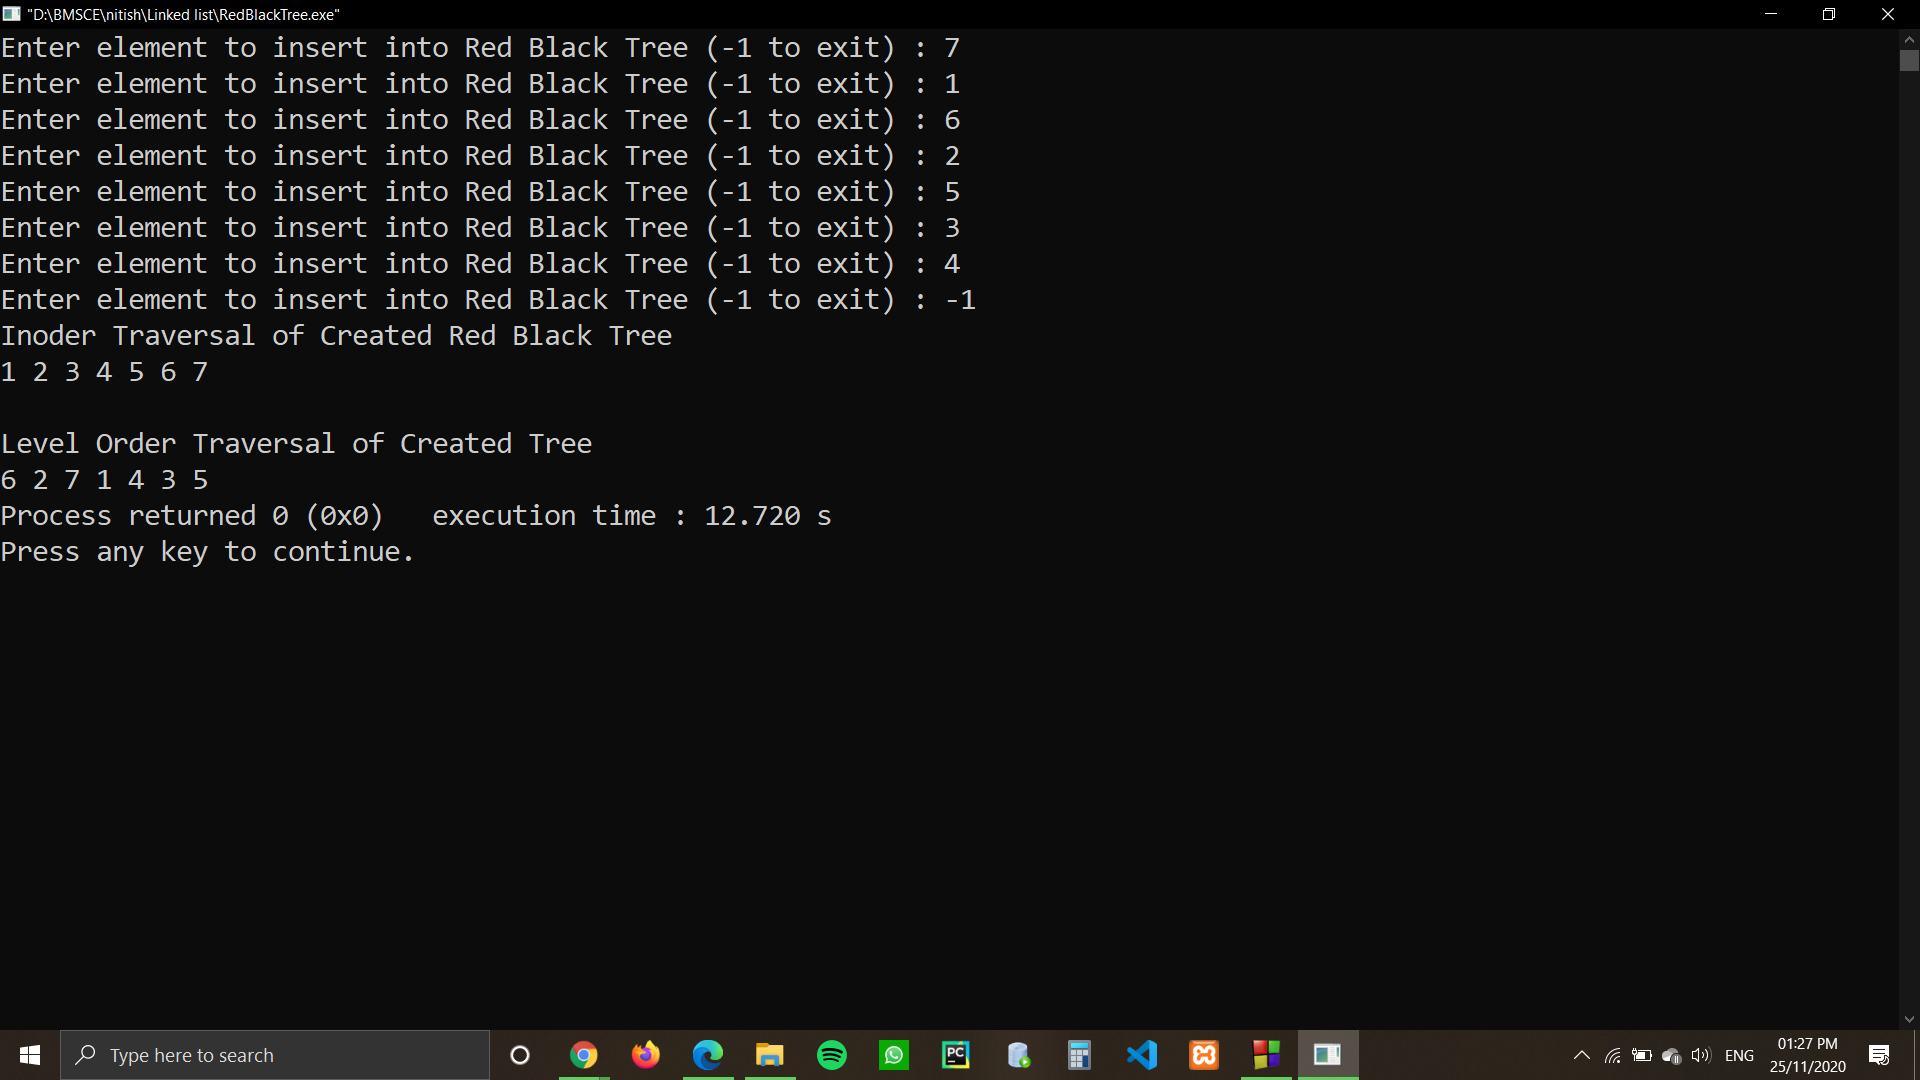 "D:\BMSCE\nitish\Linked list\RedBlackTree.exe"
Enter element to insert into Red Black Tree (-1 to exit) : 7
Enter element to insert into Red Black Tree (-1 to exit) : 1
Enter element to insert into Red Black Tree (-1 to exit) : 6
Enter element to insert into Red Black Tree (-1 to exit) : 2
Enter element to insert into Red Black Tree (-1 to exit) : 5
Enter element to insert into Red Black Tree (-1 to exit) : 3
Enter element to insert into Red Black Tree (-1 to exit) : 4
Enter element to insert into Red Black Tree (-1 to exit) : -1
Inoder Traversal of Created Red Black Tree
1 2 3 4 5 6 7
Level Order Traversal of Created Tree
6 2 7 1 4 3 5
Process returned 0 (0x0)   execution time : 12.720 s
Press any key to continue.
Type here to search
PC
ENG
01:27 PM
25/11/2020